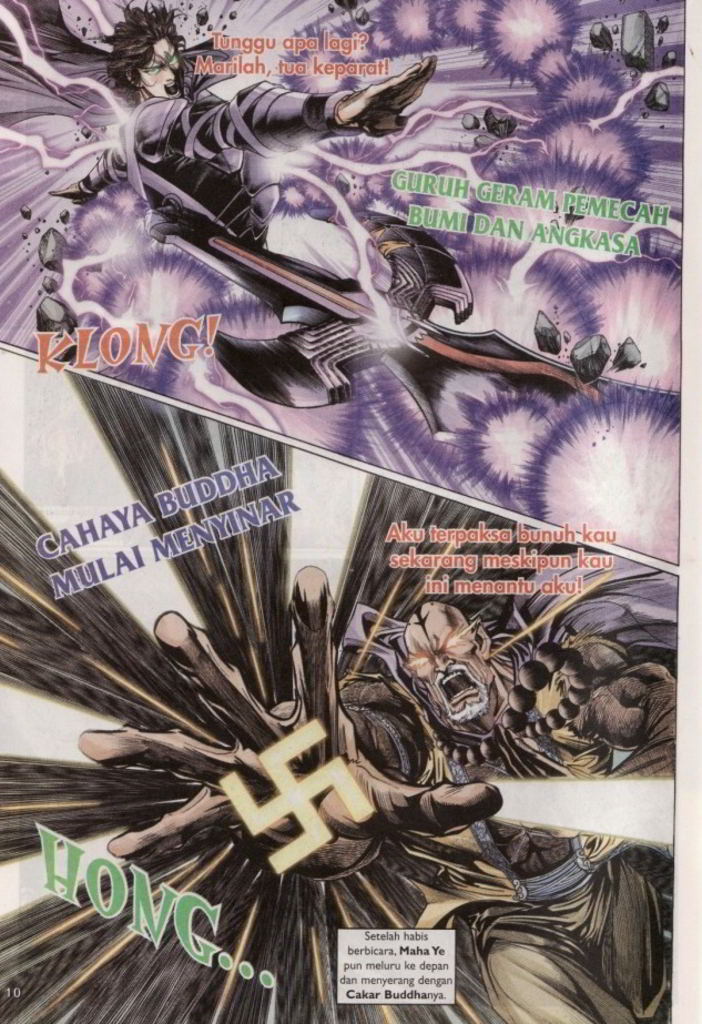 Tunggu apa lagi?
Marilah, tua keparat!
GURUH GERAM PEMECAH
BUMI DAN ANGKASA
KLONG!
CAHAYA BUDDHA
MULAI MENYINAR
Aku terpaksa bunuh kau
sekarang meskipun kau
ini menantu aku!
HONG...
Setelah habis
berbicara, Maha Ye
pun meluru ke depan
dan menyerang dengan
Cakar Buddhanya.
10